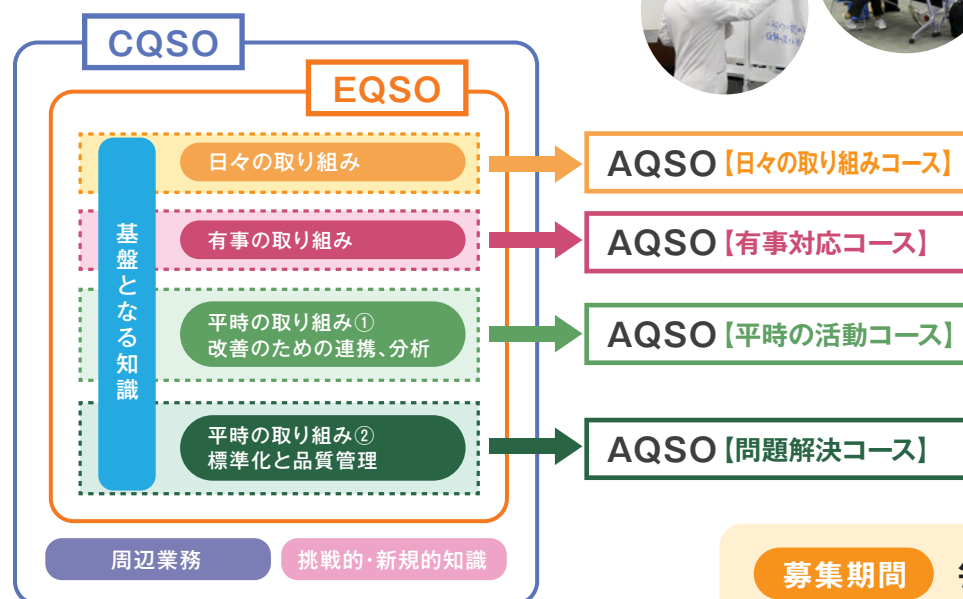 CQSO
EQSO
基盤となる知識
日々の取り組み
有事の取り組み
平時の取り組み①
改善のための連携、分析
平時の取り組み②
標準化と品質管理
AQSO【日々の取り組みコース】
AQSO【有事対応コース】
AQSO【平時の活動コース】
AQSO【問題解決コース】
周辺業務
挑戦的・新規的知識
募集期間